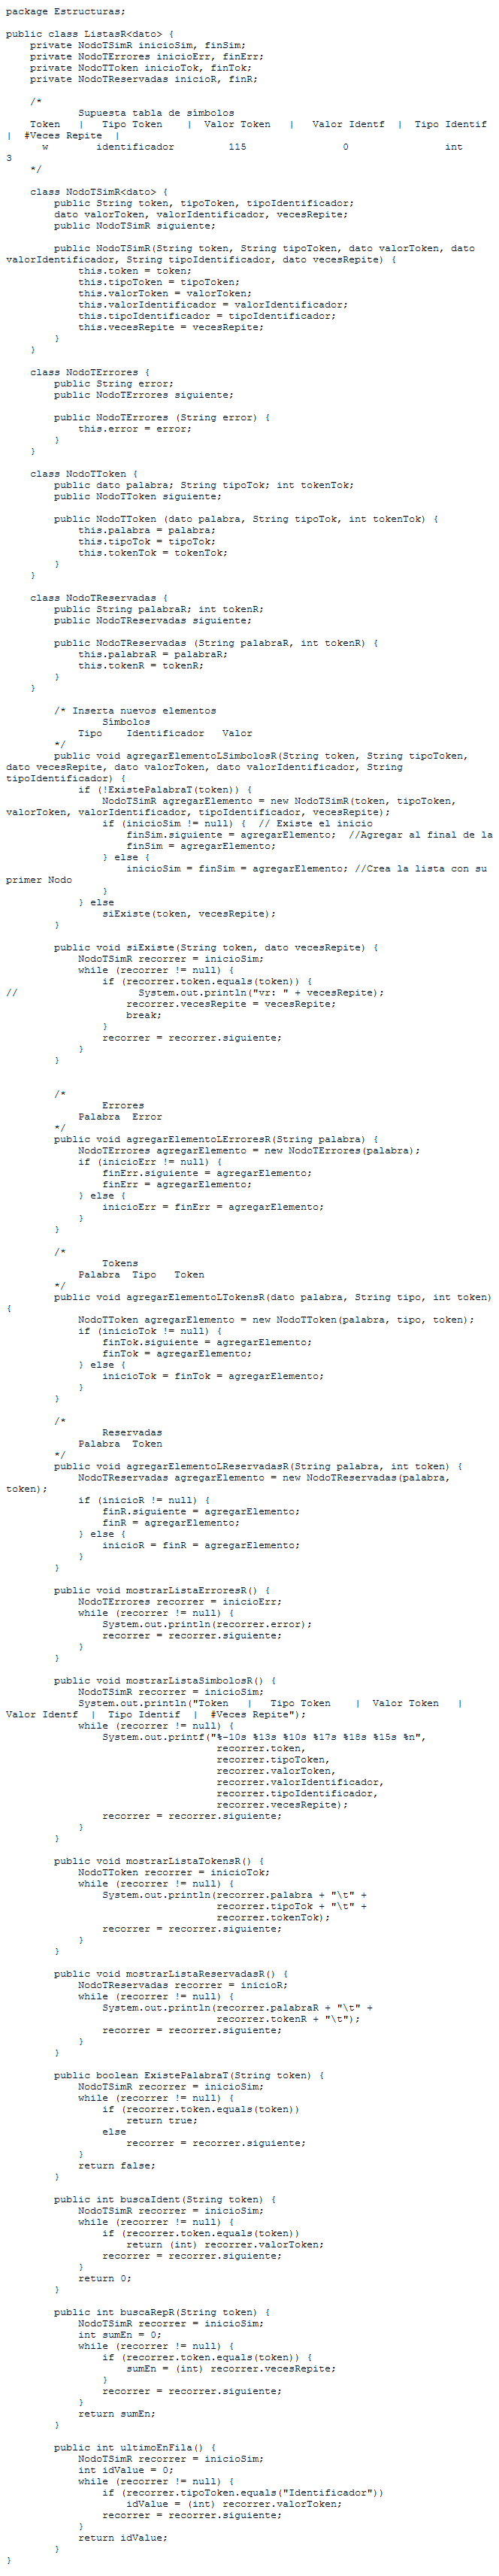 package Estructuras;

public class ListasR<dato> {
    private NodoTSimR inicioSim, finSim;
    private NodoTErrores inicioErr, finErr;
    private NodoTToken inicioTok, finTok;
    private NodoTReservadas inicioR, finR;

    /*
            Supuesta tabla de símbolos
    Token   |   Tipo Token    |  Valor Token   |   Valor Identf  |  Tipo Identif
|  #Veces Repite  |
      w        identificador         115                0                int
3
    */

    class NodoTSimR<dato> {
        public String token, tipoToken, tipoIdentificador;
        dato valorToken, valorIdentificador, vecesRepite;
        public NodoTSimR siguiente;

        public NodoTSimR(String token, String tipoToken, dato valorToken, dato
valorIdentificador, String tipoIdentificador, dato vecesRepite) {
            this.token = token;
            this.tipoToken = tipoToken;
            this.valorToken = valorToken;
            this.valorIdentificador = valorIdentificador;
            this.tipoIdentificador = tipoIdentificador;
            this.vecesRepite = vecesRepite;
        }
    }

    class NodoTErrores {
        public String error;
        public NodoTErrores siguiente;

        public NodoTErrores (String error) {
            this.error = error;
        }
    }

    class NodoTToken {
        public dato palabra; String tipoTok; int tokenTok;
        public NodoTToken siguiente;

        public NodoTToken (dato palabra, String tipoTok, int tokenTok) {
            this.palabra = palabra;
            this.tipoTok = tipoTok;
            this.tokenTok = tokenTok;
        }
    }

    class NodoTReservadas {
        public String palabraR; int tokenR;
        public NodoTReservadas siguiente;

        public NodoTReservadas (String palabraR, int tokenR) {
            this.palabraR = palabraR;
            this.tokenR = tokenR;
        }
    }

        /* Inserta nuevos elementos
                Símbolos
            Tipo    Identificador   Valor
        */
        public void agregarElementoLSimbolosR(String token, String tipoToken,
dato vecesRepite, dato valorToken, dato valorIdentificador, String
tipoIdentificador) {
            if (!ExistePalabraT(token)) {
                NodoTSimR agregarElemento = new NodoTSimR(token, tipoToken,
valorToken, valorIdentificador, tipoIdentificador, vecesRepite);
                if (inicioSim != null) {  // Existe el inicio
                    finSim.siguiente = agregarElemento;  //Agregar al final de la
                    finSim = agregarElemento;
                } else {
                    inicioSim = finSim = agregarElemento; //Crea la lista con su
primer Nodo
                }
            } else
                siExiste(token, vecesRepite);
        }

        public void siExiste(String token, dato vecesRepite) {
            NodoTSimR recorrer = inicioSim;
            while (recorrer != null) {
                if (recorrer.token.equals(token)) {
//                    System.out.println("vr: " + vecesRepite);
                    recorrer.vecesRepite = vecesRepite;
                    break;
                }
                recorrer = recorrer.siguiente;
            }
        }


        /*
                Errores
            Palabra  Error
        */
        public void agregarElementoLErroresR(String palabra) {
            NodoTErrores agregarElemento = new NodoTErrores(palabra);
            if (inicioErr != null) {
                finErr.siguiente = agregarElemento;
                finErr = agregarElemento;
            } else {
                inicioErr = finErr = agregarElemento;
            }
        }

        /*
                Tokens
            Palabra  Tipo   Token
        */
        public void agregarElementoLTokensR(dato palabra, String tipo, int token)
{
            NodoTToken agregarElemento = new NodoTToken(palabra, tipo, token);
            if (inicioTok != null) {
                finTok.siguiente = agregarElemento;
                finTok = agregarElemento;
            } else {
                inicioTok = finTok = agregarElemento;
            }
        }

        /*
                Reservadas
            Palabra  Token
        */
        public void agregarElementoLReservadasR(String palabra, int token) {
            NodoTReservadas agregarElemento = new NodoTReservadas(palabra,
token);
            if (inicioR != null) {
                finR.siguiente = agregarElemento;
                finR = agregarElemento;
            } else {
                inicioR = finR = agregarElemento;
            }
        }

        public void mostrarListaErroresR() {
            NodoTErrores recorrer = inicioErr;
            while (recorrer != null) {
                System.out.println(recorrer.error);
                recorrer = recorrer.siguiente;
            }
        }

        public void mostrarListaSimbolosR() {
            NodoTSimR recorrer = inicioSim;
            System.out.println("Token   |   Tipo Token    |  Valor Token   |
Valor Identf  |  Tipo Identif  |  #Veces Repite");
            while (recorrer != null) {
                System.out.printf("%-10s %13s %10s %17s %18s %15s %n",
                                   recorrer.token,
                                   recorrer.tipoToken,
                                   recorrer.valorToken,
                                   recorrer.valorIdentificador,
                                   recorrer.tipoIdentificador,
                                   recorrer.vecesRepite);
                recorrer = recorrer.siguiente;
            }
        }

        public void mostrarListaTokensR() {
            NodoTToken recorrer = inicioTok;
            while (recorrer != null) {
                System.out.println(recorrer.palabra + "\t" +
                                   recorrer.tipoTok + "\t" +
                                   recorrer.tokenTok);
                recorrer = recorrer.siguiente;
            }
        }

        public void mostrarListaReservadasR() {
            NodoTReservadas recorrer = inicioR;
            while (recorrer != null) {
                System.out.println(recorrer.palabraR + "\t" +
                                   recorrer.tokenR + "\t");
                recorrer = recorrer.siguiente;
            }
        }

        public boolean ExistePalabraT(String token) {
            NodoTSimR recorrer = inicioSim;
            while (recorrer != null) {
                if (recorrer.token.equals(token))
                    return true;
                else
                    recorrer = recorrer.siguiente;
            }
            return false;
        }

        public int buscaIdent(String token) {
            NodoTSimR recorrer = inicioSim;
            while (recorrer != null) {
                if (recorrer.token.equals(token))
                    return (int) recorrer.valorToken;
                recorrer = recorrer.siguiente;
            }
            return 0;
        }

        public int buscaRepR(String token) {
            NodoTSimR recorrer = inicioSim;
            int sumEn = 0;
            while (recorrer != null) {
                if (recorrer.token.equals(token)) {
                    sumEn = (int) recorrer.vecesRepite;
                }
                recorrer = recorrer.siguiente;
            }
            return sumEn;
        }

        public int ultimoEnFila() {
            NodoTSimR recorrer = inicioSim;
            int idValue = 0;
            while (recorrer != null) {
                if (recorrer.tipoToken.equals("Identificador"))
                    idValue = (int) recorrer.valorToken;
                recorrer = recorrer.siguiente;
            }
            return idValue;
        }
}